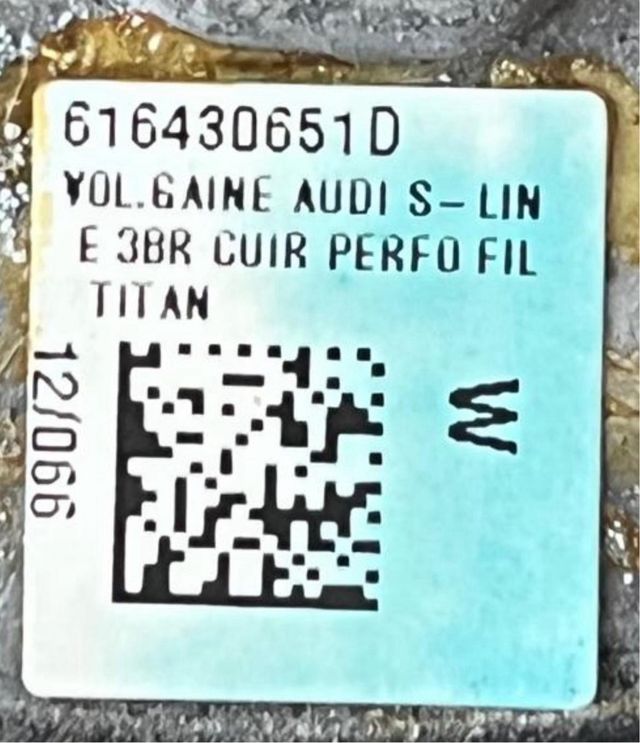 616430651D
VOL.GAINE AUDI S-LIN
E 3BR CUIR PERFO FIL
TITAN
12/066
W